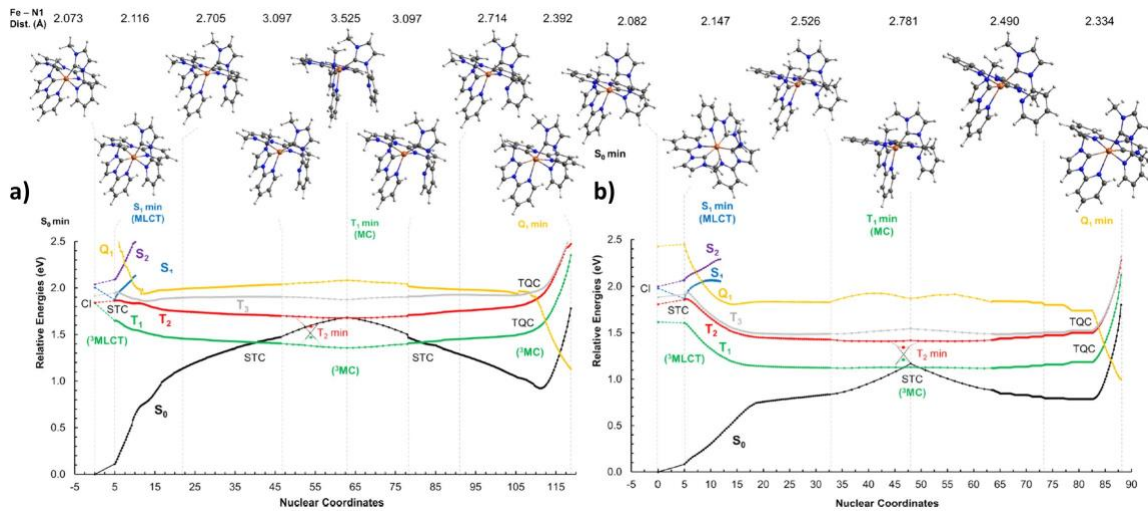 Fe – N1
Dist. (Å)
2.073 2.116 2.705 3.097 3.525 3.097 2.714 2.392 2.082 2.147 2.526 2.781 2.490 2.334
a)
S₀ min
S₁ min
(MLCT)
T₁ min
(MC)
Q₁ min
2.5
2.0
1.5
1.0
0.5
0.0
Relative Energies (eV)
Q₁
S₂
S₁
CI
STC
T₃
T₂
T₁
(³MLCT)
T₂ min
STC
(³MC)
STC
TQC
TQC
(³MC)
S₀
-5 5 15 25 35 45 55 65 75 85 95 105 115
Nuclear Coordinates
b)
S₀ min
S₁ min
(MLCT)
T₁ min
(MC)
Q₁ min
2.5
2.0
1.5
1.0
0.5
0.0
Relative Energies (eV)
S₂
S₁
CI
Q₁
STC
T₃
T₂
T₁
(³MLCT)
T₂ min
STC
(³MC)
TQC
TQC
(³MC)
S₀
-5 0 5 10 15 20 25 30 35 40 45 50 55 60 65 70 75 80 85 90
Nuclear Coordinates